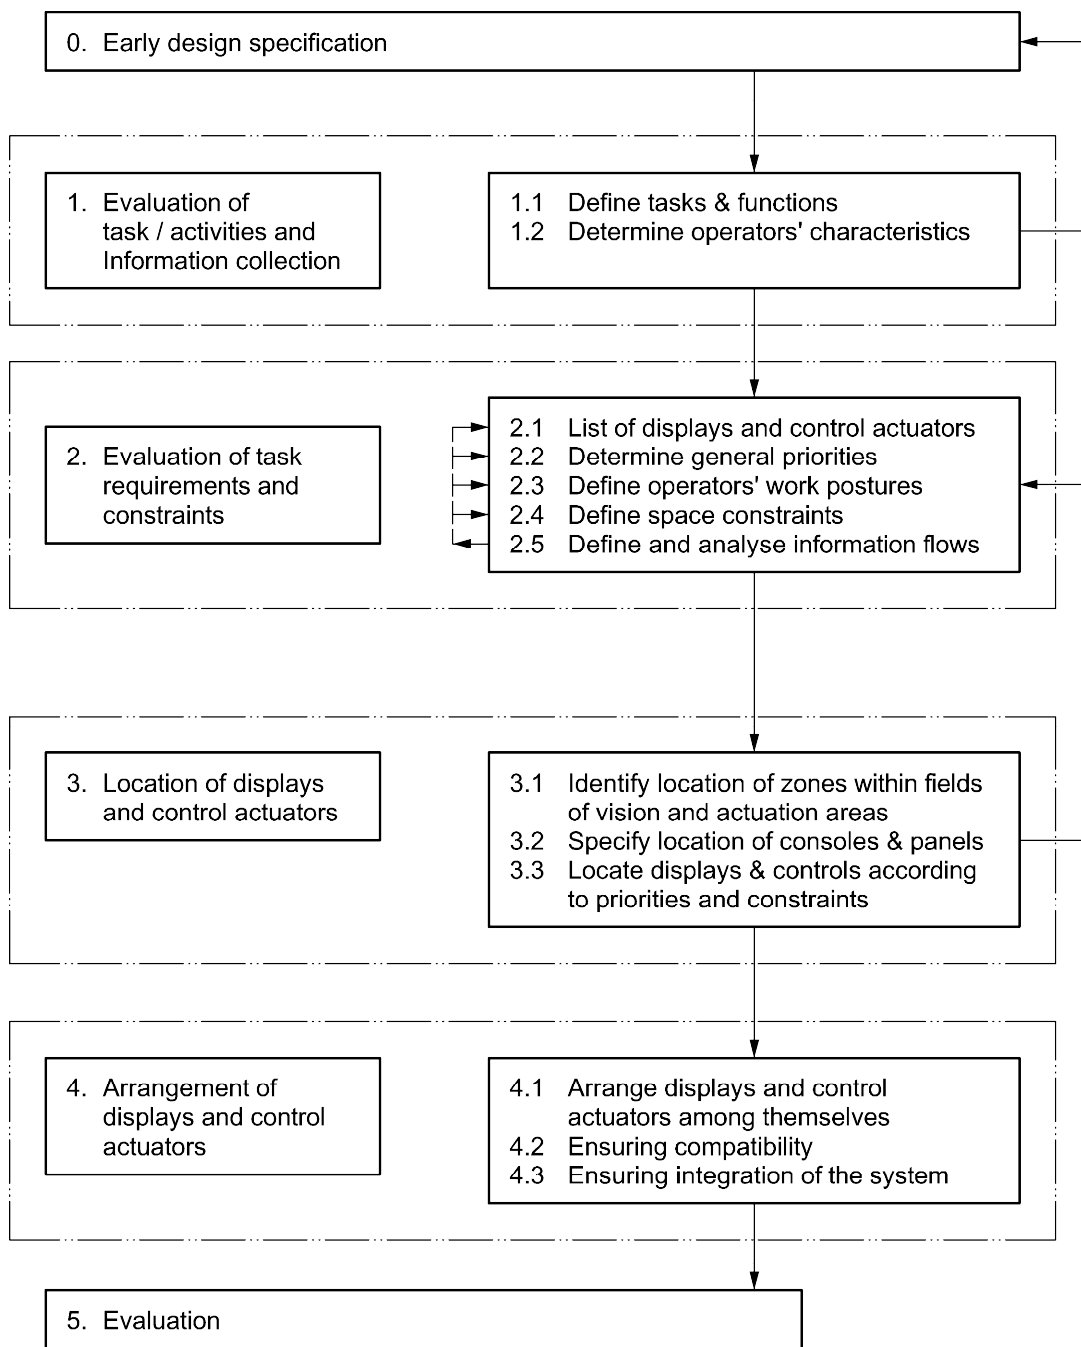 0. Early design specification
1. Evaluation of
task / activities and
Information collection
1.1 Define tasks & functions
1.2 Determine operators' characteristics
2. Evaluation of task
requirements and
constraints
2.1 List of displays and control actuators
2.2 Determine general priorities
2.3 Define operators' work postures
2.4 Define space constraints
2.5 Define and analyse information flows
3. Location of displays
and control actuators
3.1 Identify location of zones within fields
of vision and actuation areas
3.2 Specify location of consoles & panels
3.3 Locate displays & controls according
to priorities and constraints
4. Arrangement of
displays and control
actuators
4.1 Arrange displays and control
actuators among themselves
4.2 Ensuring compatibility
4.3 Ensuring integration of the system
5. Evaluation